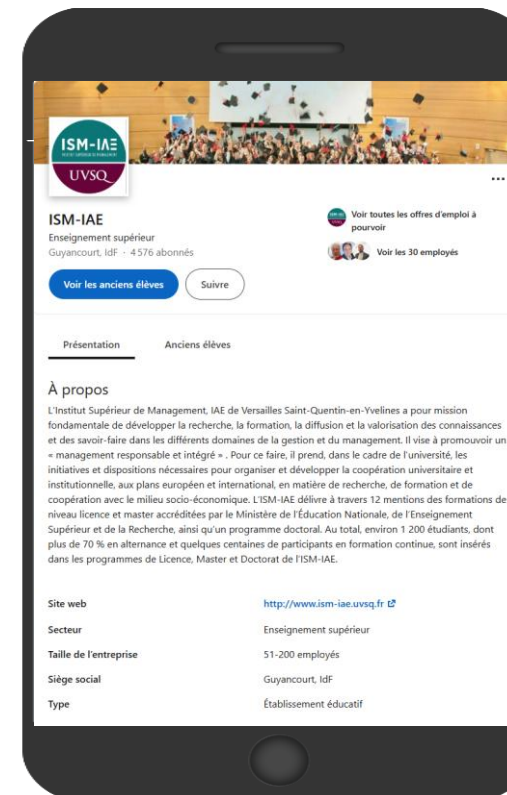 ISM-IAE
UVSQ
...
ISM-IAE
Enseignement supérieur
Guyancourt, IdF · 4 576 abonnés
Voir toutes les offres d'emploi à
pourvoir
Voir les 30 employés
Voir les anciens élèves
Suivre
Présentation
Anciens élèves
À propos
L'Institut Supérieur de Management, IAE de Versailles Saint-Quentin-en-Yvelines a pour mission
fondamentale de développer la recherche, la formation, la diffusion et la valorisation des connaissances
et des savoir-faire dans les différents domaines de la gestion et du management. Il vise à promouvoir un
« management responsable et intégré » . Pour ce faire, il prend, dans le cadre de l'université, les
initiatives et dispositions nécessaires pour organiser et développer la coopération universitaire et
institutionnelle, aux plans européen et international, en matière de recherche, de formation et de
coopération avec le milieu socio-économique. L'ISM-IAE délivre à travers 12 mentions des formations de
niveau licence et master accréditées par le Ministère de l'Éducation Nationale, de l'Enseignement
Supérieur et de la Recherche, ainsi qu'un programme doctoral. Au total, environ 1 200 étudiants, dont
plus de 70 % en alternance et quelques centaines de participants en formation continue, sont insérés
dans les programmes de Licence, Master et Doctorat de l'ISM-IAE.
Site web http://www.ism-iae.uvsq.fr
Secteur Enseignement supérieur
Taille de l'entreprise 51-200 employés
Siège social Guyancourt, IdF
Type Établissement éducatif